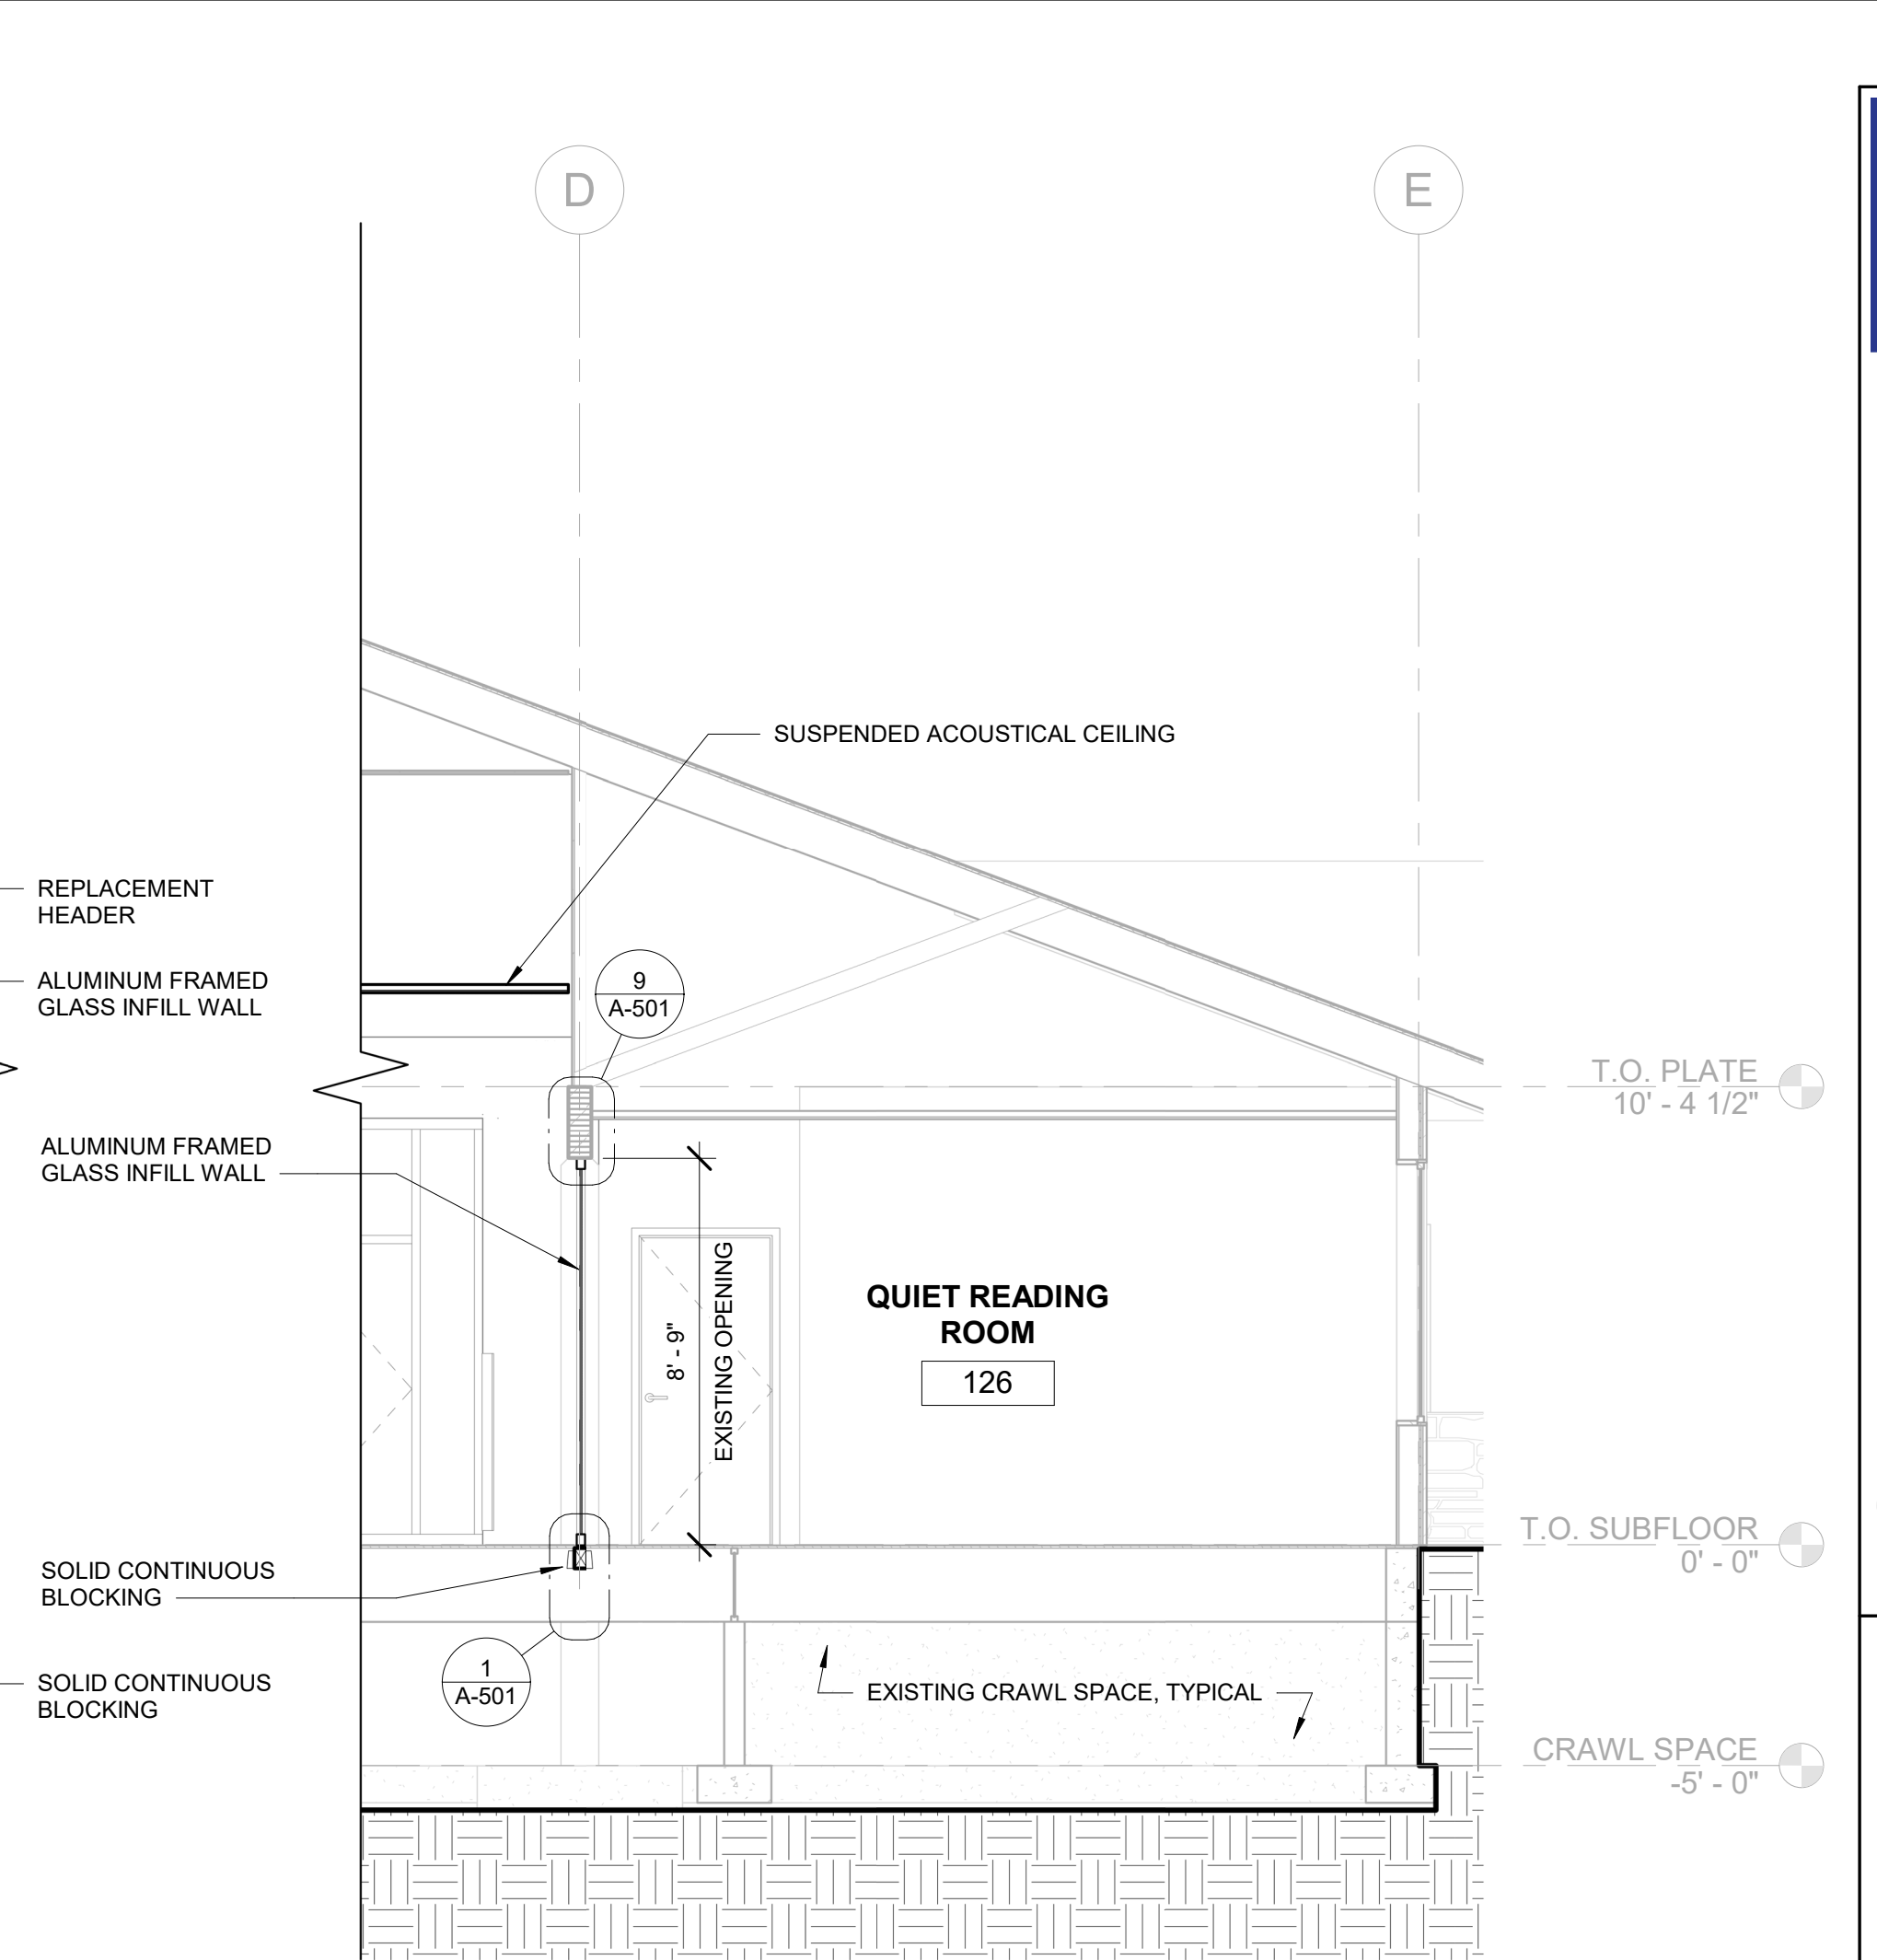 D
E
SUSPENDED ACOUSTICAL CEILING
REPLACEMENT
HEADER
ALUMINUM FRAMED
GLASS INFILL WALL
9
A-501
T.O. PLATE
10' - 4 1/2"
ALUMINUM FRAMED
GLASS INFILL WALL
8' - 9"
EXISTING OPENING
QUIET READING
ROOM
126
T.O. SUBFLOOR
0' - 0"
SOLID CONTINUOUS
BLOCKING
1
A-501
SOLID CONTINUOUS
BLOCKING
EXISTING CRAWL SPACE, TYPICAL
CRAWL SPACE
-5' - 0"